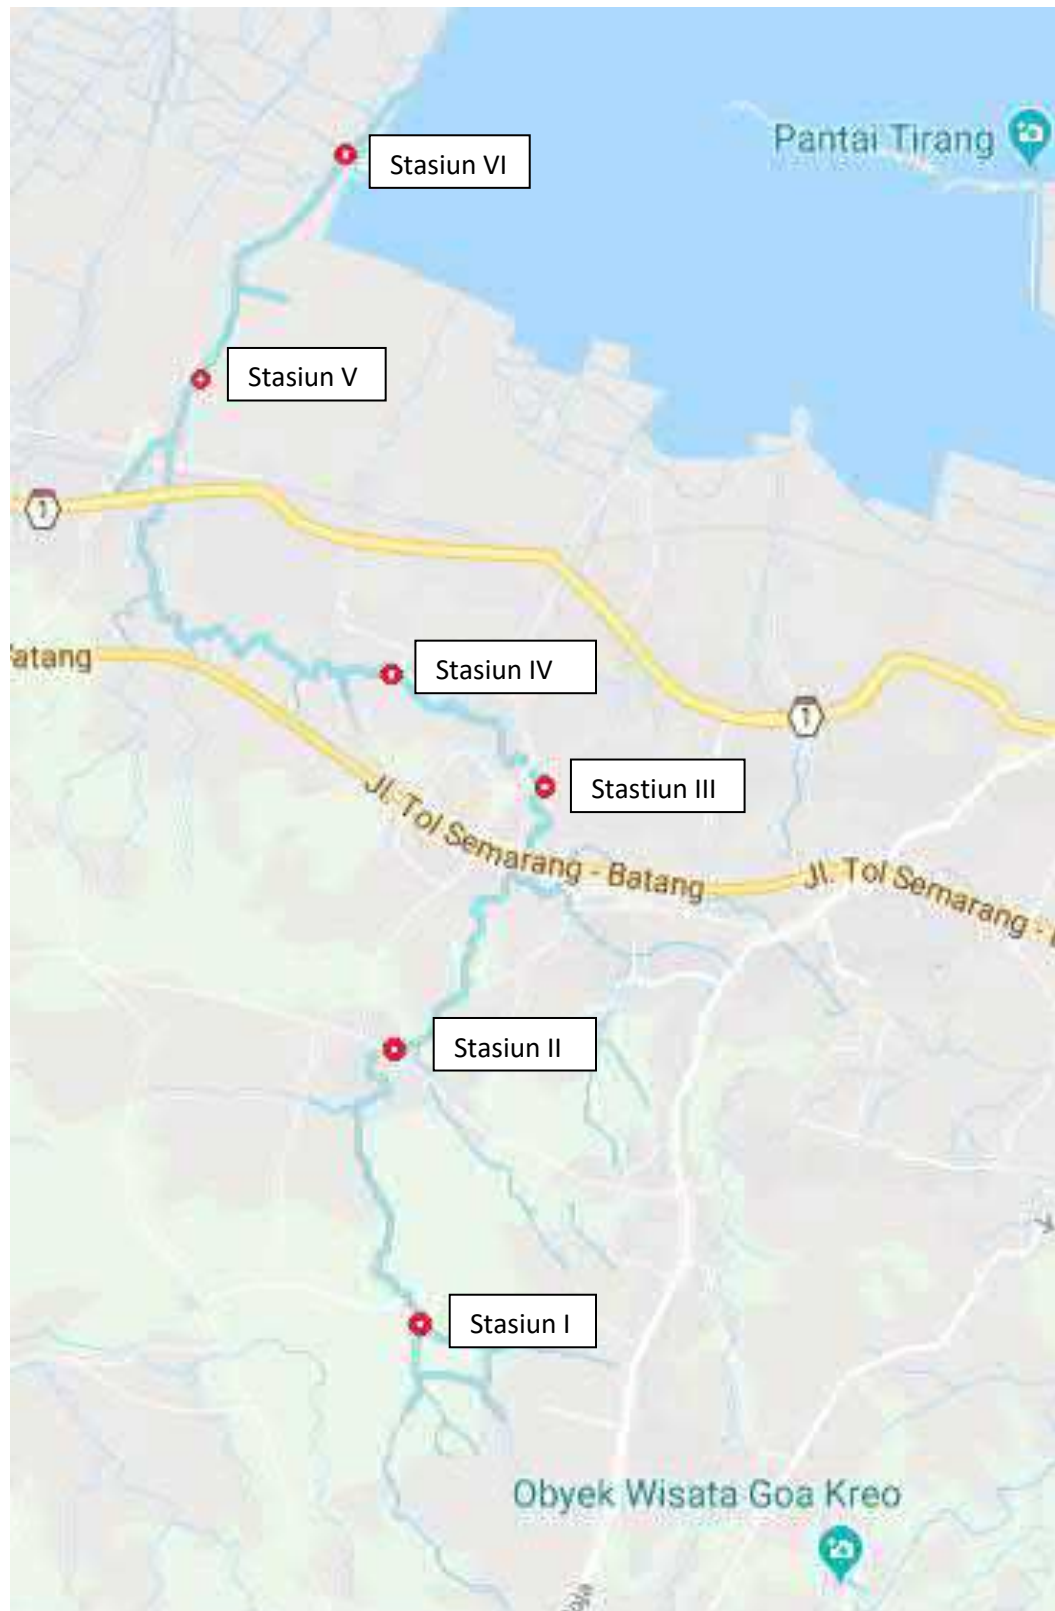 Pantai Tirang
Stasiun VI
Stasiun V
1
atang
Stasiun IV
1
Stastiun III
Jl. Tol Semarang - Batang
Jl. Tol Semarang -
Stasiun II
Stasiun I
Obyek Wisata Goa Kreo